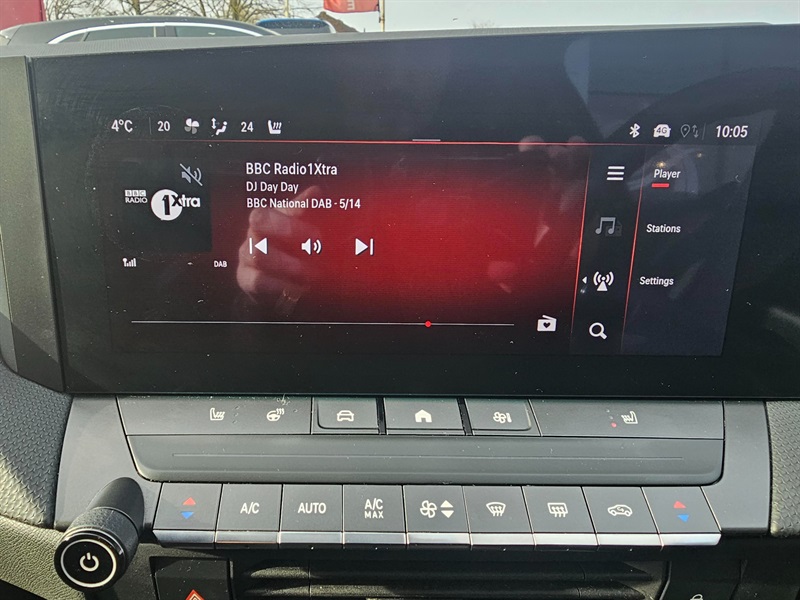 4°C 20 24 4G 10:05
BBC Radio1Xtra
DJ Day Day
BBC National DAB - 5/14
BBC
RADIO
1Xtra
DAB
Player
Stations
Settings
A/C
AUTO
A/C
MAX